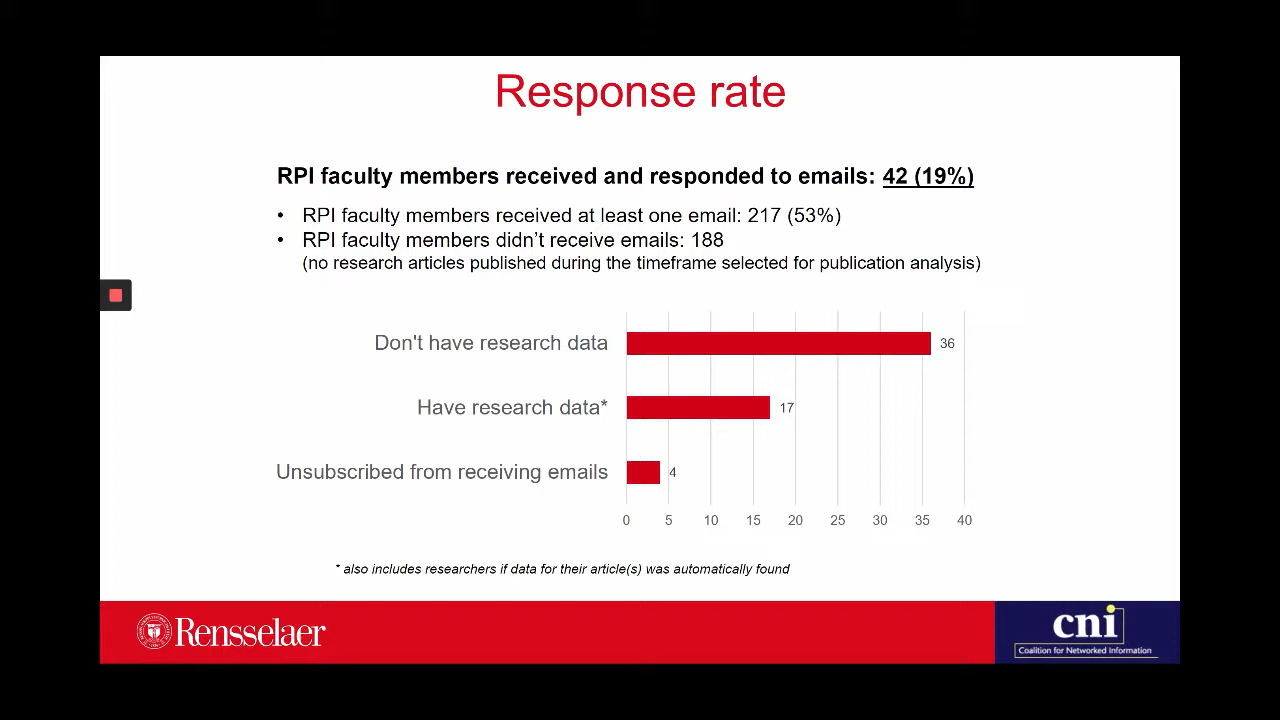 Response rate
RPI faculty members received and responded to emails: 42 (19%)
• RPI faculty members received at least one email: 217 (53%)
• RPI faculty members didn’t receive emails: 188
(no research articles published during the timeframe selected for publication analysis)
Don't have research data 36
Have research data* 17
Unsubscribed from receiving emails 4
0 5 10 15 20 25 30 35 40
* also includes researchers if data for their article(s) was automatically found
Rensselaer
cni
Coalition for Networked Information